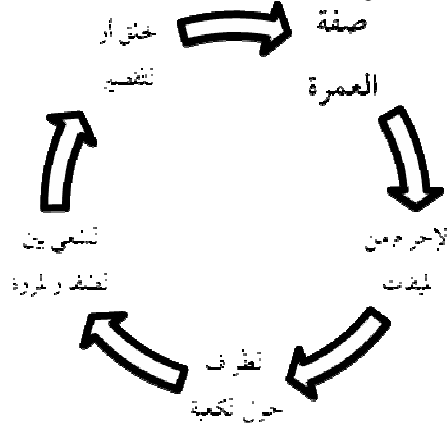 صفة
العمرة
الإحرام من
الميقات
الطواف
حول الكعبة
السعي بين
الصفا والمروة
الحلق أو
التقصير